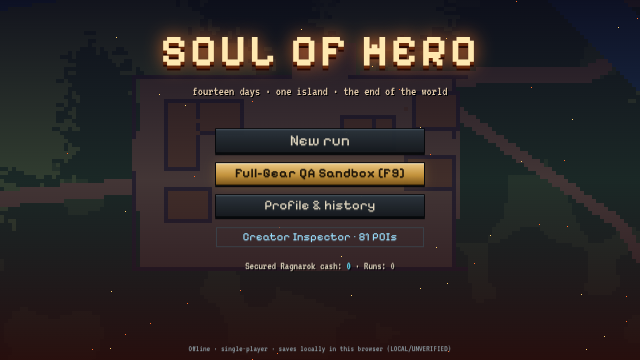 SOUL OF HERO
fourteen days · one island · the end of the world
New run
Full-Gear QA Sandbox (F9)
Profile & history
Creator Inspector · 81 POIs
Secured Ragnarok cash: 0 · Runs: 0
Offline · single-player · saves locally in this browser (LOCAL/UNVERIFIED)